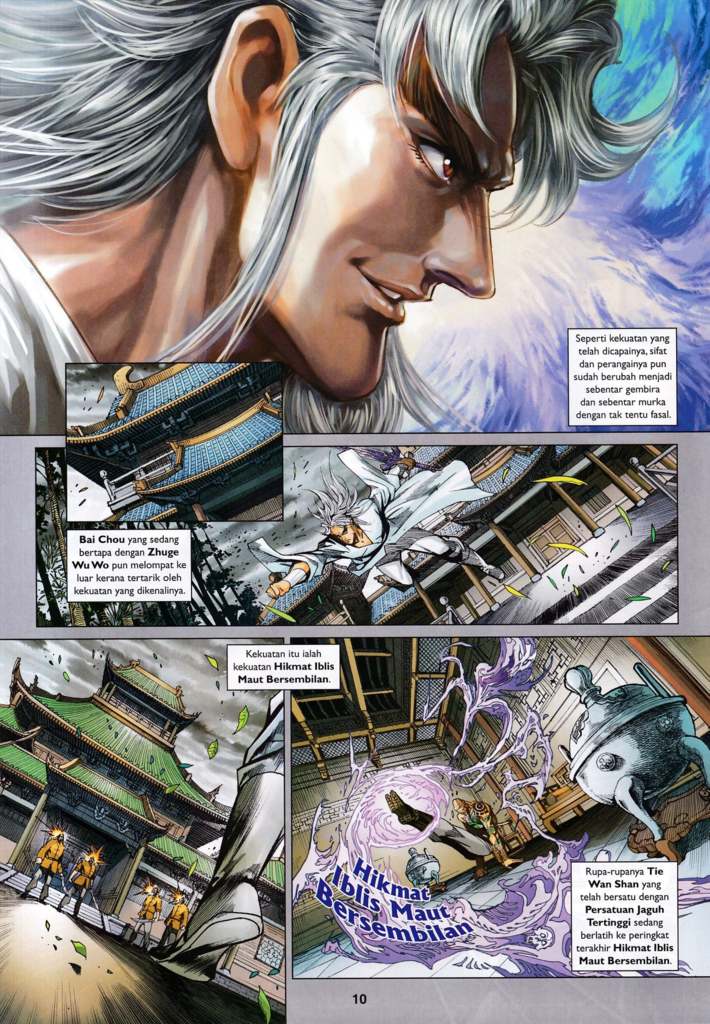 Seperti kekuatan yang
telah dicapainya, sifat
dan perangainya pun
sudah berubah menjadi
sebentar gembira
dan sebentar murka
dengan tak tentu fasal.
Bai Chou yang sedang
bertapa dengan Zhuge
Wu Wo pun melompat ke
luar kerana tertarik oleh
kekuatan yang dikenalinya.
Kekuatan itu ialah
kekuatan Hikmat Iblis
Maut Bersembilan.
Hikmat
Iblis Maut
Bersembilan
Rupa-rupanya Tie
Wan Shan yang
telah bersatu dengan
Persatuan Jaguh
Tertinggi sedang
berlatih ke peringkat
terakhir Hikmat Iblis
Maut Bersembilan.
10